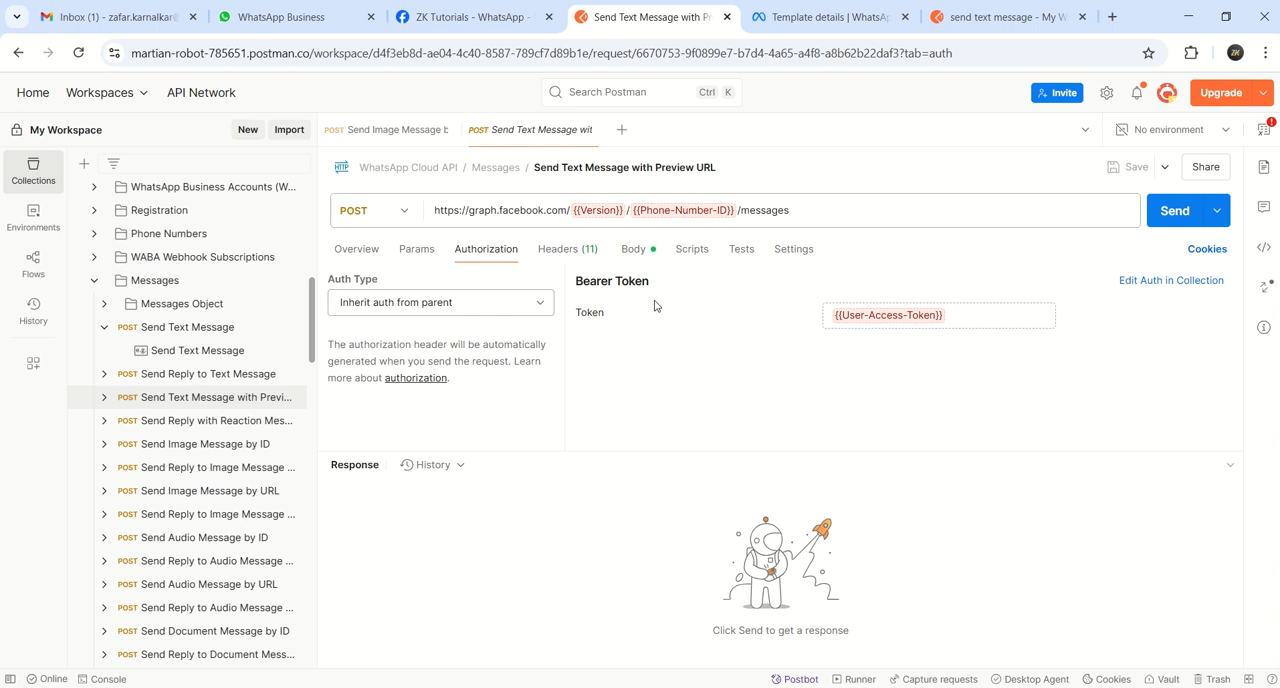 Inbox (1) - zafar.karnalkar@
WhatsApp Business
ZK Tutorials - WhatsApp -
Send Text Message with Pr
Template details | WhatsAp
send text message - My W
martian-robot-785651.postman.co/workspace/d4f3eb8d-ae04-4c40-8587-789cf7d89b1e/request/6670753-9f0899e7-b7d4-4a65-a4f8-a8b62b22daf3?tab=auth
ZK
Home
Workspaces
API Network
Search Postman
Ctrl
K
Invite
Upgrade
My Workspace
New
Import
POST Send Image Message b
POST Send Text Message wit
No environment
!
Collections
Environments
Flows
History
WhatsApp Business Accounts (W...
Registration
Phone Numbers
WABA Webhook Subscriptions
Messages
Messages Object
POST Send Text Message
Send Text Message
POST Send Reply to Text Message
POST Send Text Message with Previ...
POST Send Reply with Reaction Mes...
POST Send Image Message by ID
POST Send Reply to Image Message ...
POST Send Image Message by URL
POST Send Reply to Image Message ...
POST Send Audio Message by ID
POST Send Reply to Audio Message ...
POST Send Audio Message by URL
POST Send Reply to Audio Message ...
POST Send Document Message by ID
POST Send Reply to Document Mess...
HTTP
WhatsApp Cloud API / Messages / Send Text Message with Preview URL
Save
Share
POST
https://graph.facebook.com/{{Version}}/{{Phone-Number-ID}}/messages
Send
Overview
Params
Authorization
Headers (11)
Body
Scripts
Tests
Settings
Cookies
Auth Type
Inherit auth from parent
The authorization header will be automatically
generated when you send the request. Learn
more about authorization.
Bearer Token
Edit Auth in Collection
Token
{{User-Access-Token}}
Response
History
Click Send to get a response
Online
Console
Postbot
Runner
Capture requests
Desktop Agent
Cookies
Vault
Trash